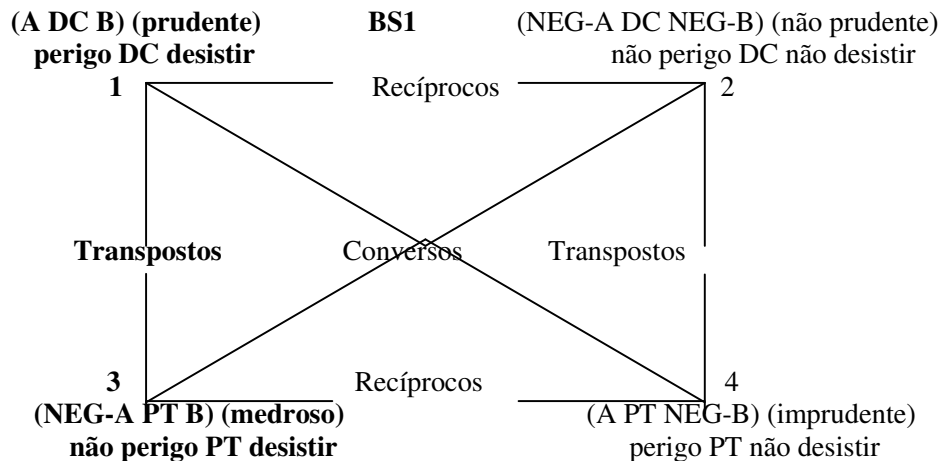 (A DC B) (prudente) BS1 (NEG-A DC NEG-B) (não prudente)
perigo DC desistir não perigo DC não desistir
1 Recíprocos 2
Transpostos Conversos Transpostos
3 Recíprocos 4
(NEG-A PT B) (medroso) (A PT NEG-B) (imprudente)
não perigo PT desistir perigo PT não desistir